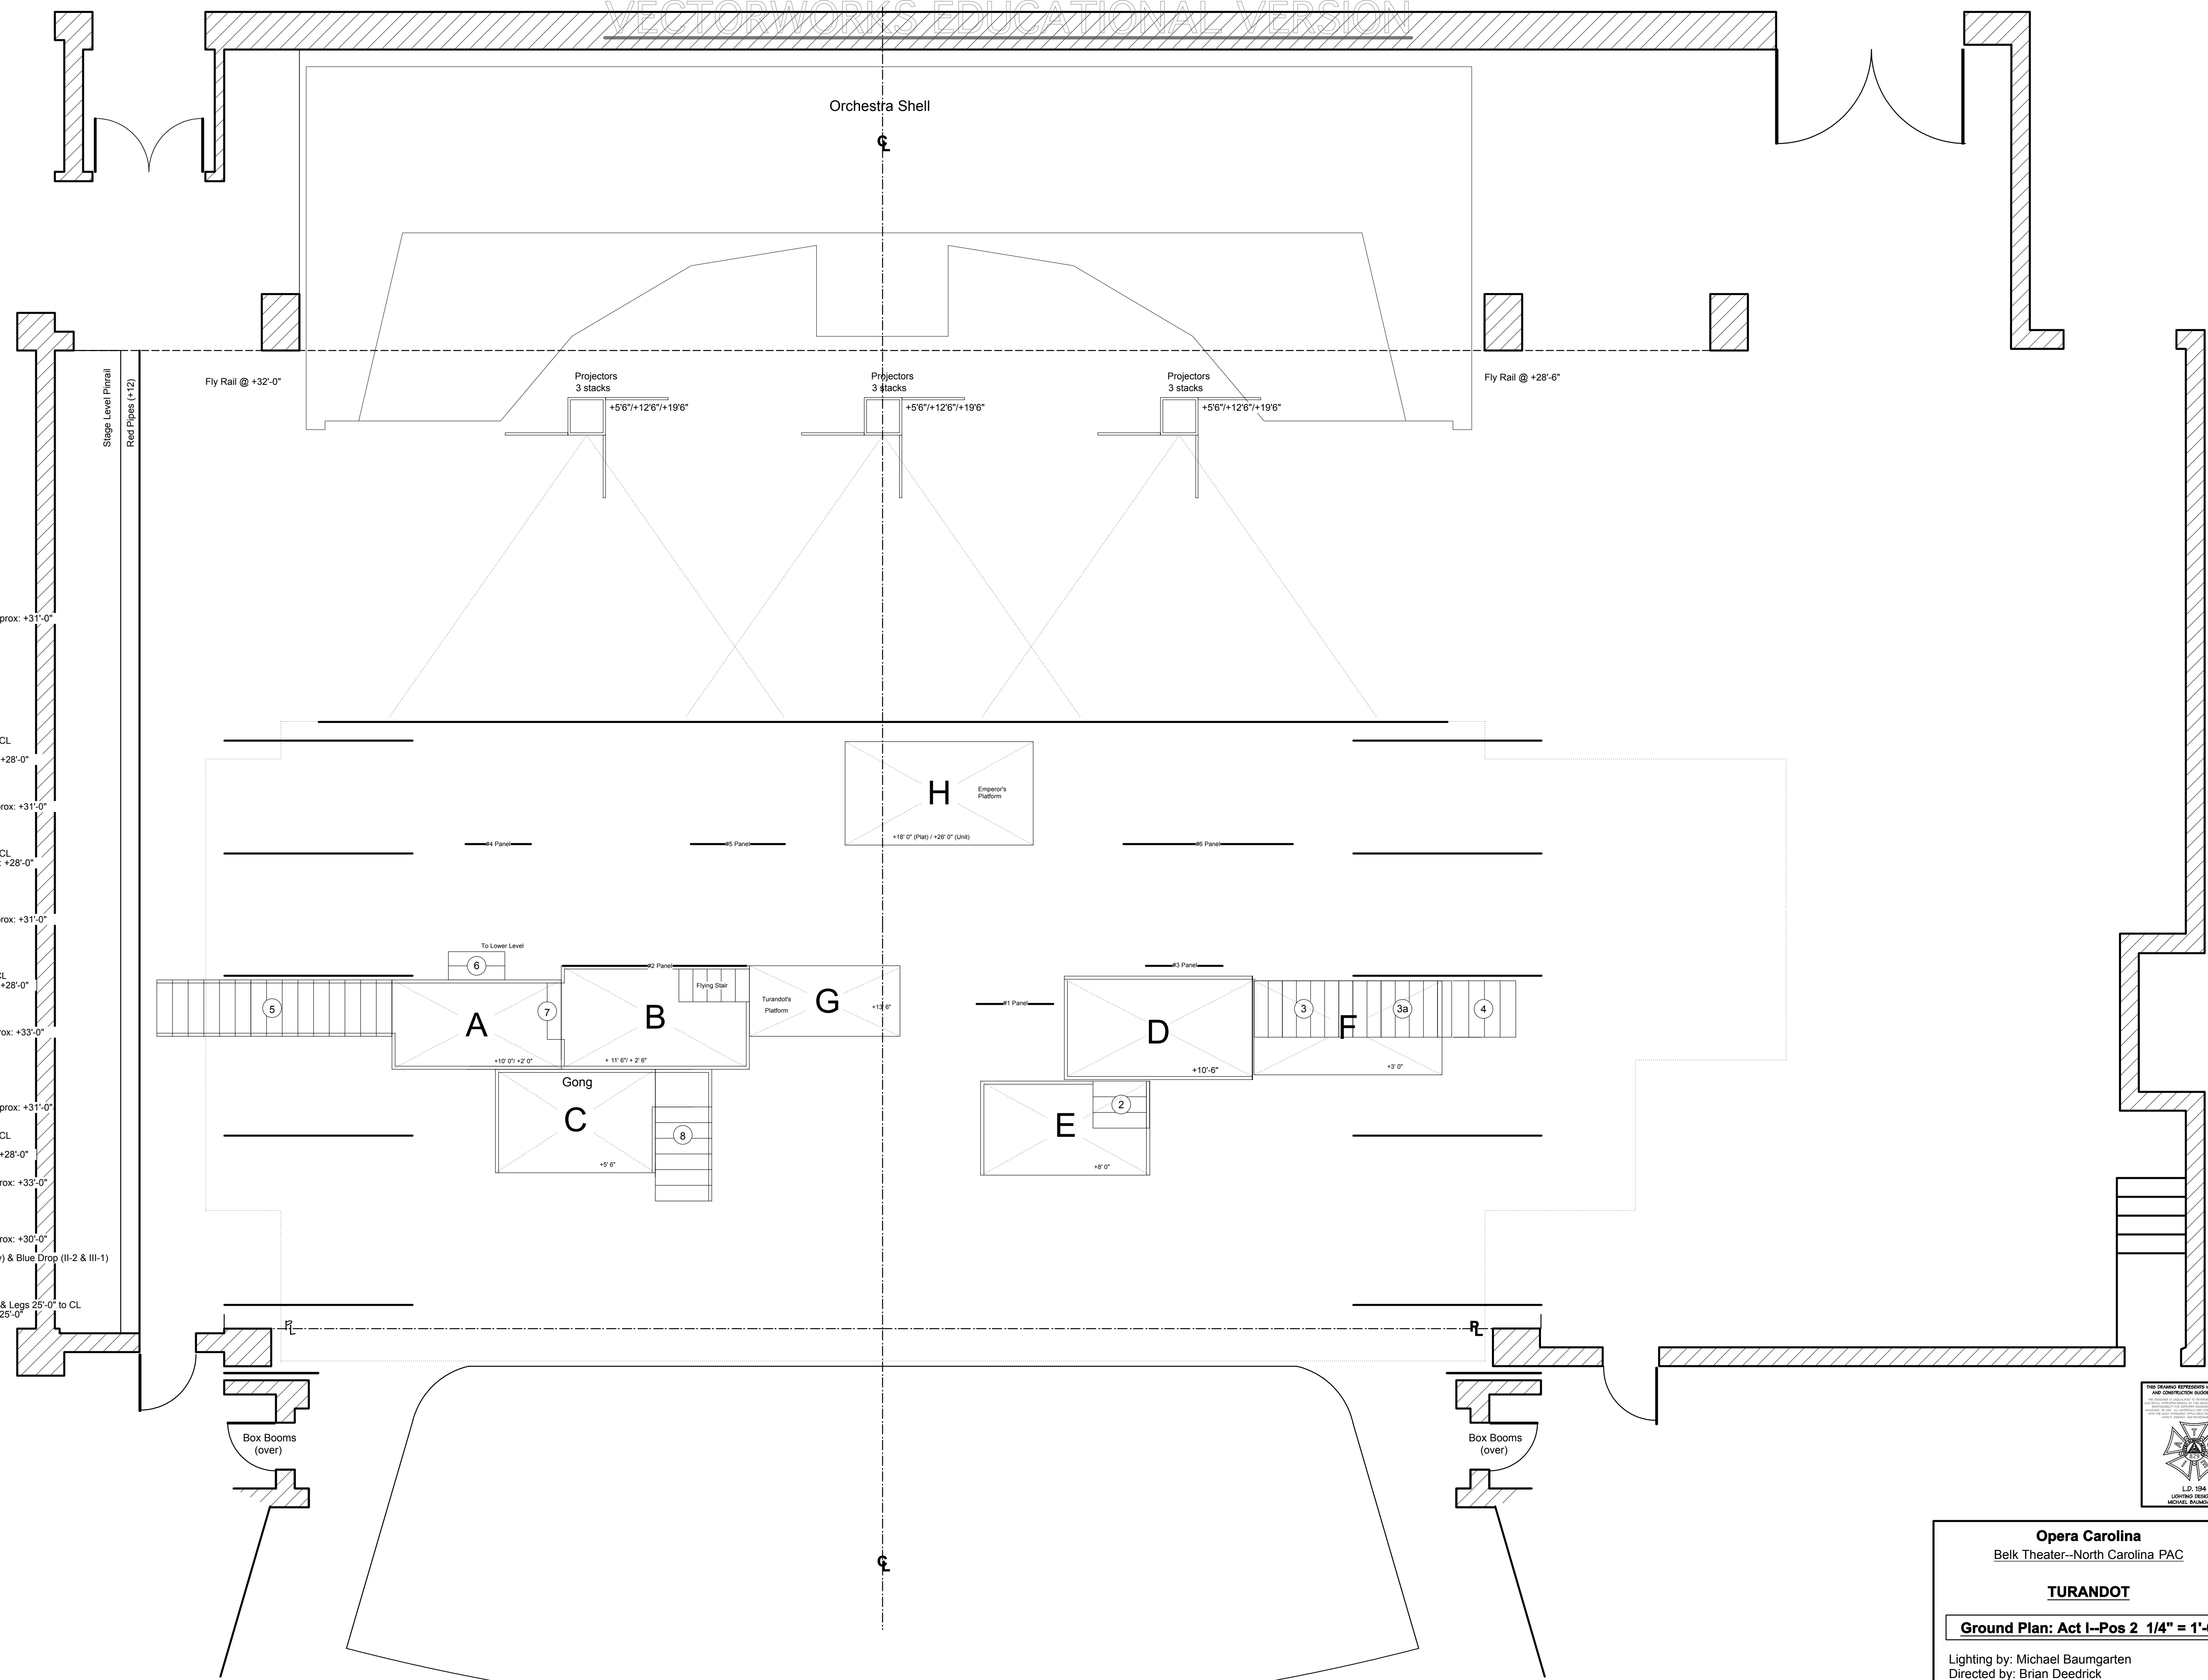 VECTORWORKS EDUCATIONAL VERSION
Orchestra Shell
CL
Stage Level Pinrail
Red Pipes (+12)
Fly Rail @ +32'-0"
Projectors
3 stacks
+5'6"/+12'6"/+19'6"
Projectors
3 stacks
+5'6"/+12'6"/+19'6"
Projectors
3 stacks
+5'6"/+12'6"/+19'6"
Fly Rail @ +28'-6"
prox: +31'-0"
CL
+28'-0"
rox: +31'-0"
CL
: +28'-0"
rox: +31'-0"
CL
+28'-0"
rox: +33'-0"
prox: +31'-0"
CL
+28'-0"
rox: +33'-0"
rox: +30'-0"
) & Blue Drop (II-2 & III-1)
& Legs 25'-0" to CL
25'-0"
H
Emperor's
Platform
+18' 0" (Plat) / +26' 0" (Unit)
#4 Panel
#5 Panel
#6 Panel
To Lower Level
6
#2 Panel
#3 Panel
5
A
7
+10' 0"/ +2' 0"
B
Flying Stair
+ 11' 6"/ + 2' 6"
Turandot's
Platform
G
+13' 6"
#1 Panel
D
+10'-6"
3
3a
4
F
+3' 0"
Gong
C
+5' 6"
8
E
2
+8' 0"
PL
PL
Box Booms
(over)
Box Booms
(over)
CL
THIS DRAWING REPRESENTS
L.D. 194
LIGHTING DESIG
MICHAEL BAUMG
Opera Carolina
Belk Theater--North Carolina PAC
TURANDOT
Ground Plan: Act I--Pos 2 1/4" = 1'-
Lighting by: Michael Baumgarten
Directed by: Brian Deedrick